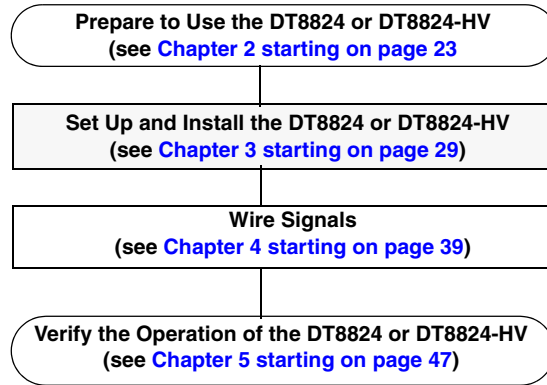 Prepare to Use the DT8824 or DT8824-HV
(see Chapter 2 starting on page 23
Set Up and Install the DT8824 or DT8824-HV
(see Chapter 3 starting on page 29)
Wire Signals
(see Chapter 4 starting on page 39)
Verify the Operation of the DT8824 or DT8824-HV
(see Chapter 5 starting on page 47)